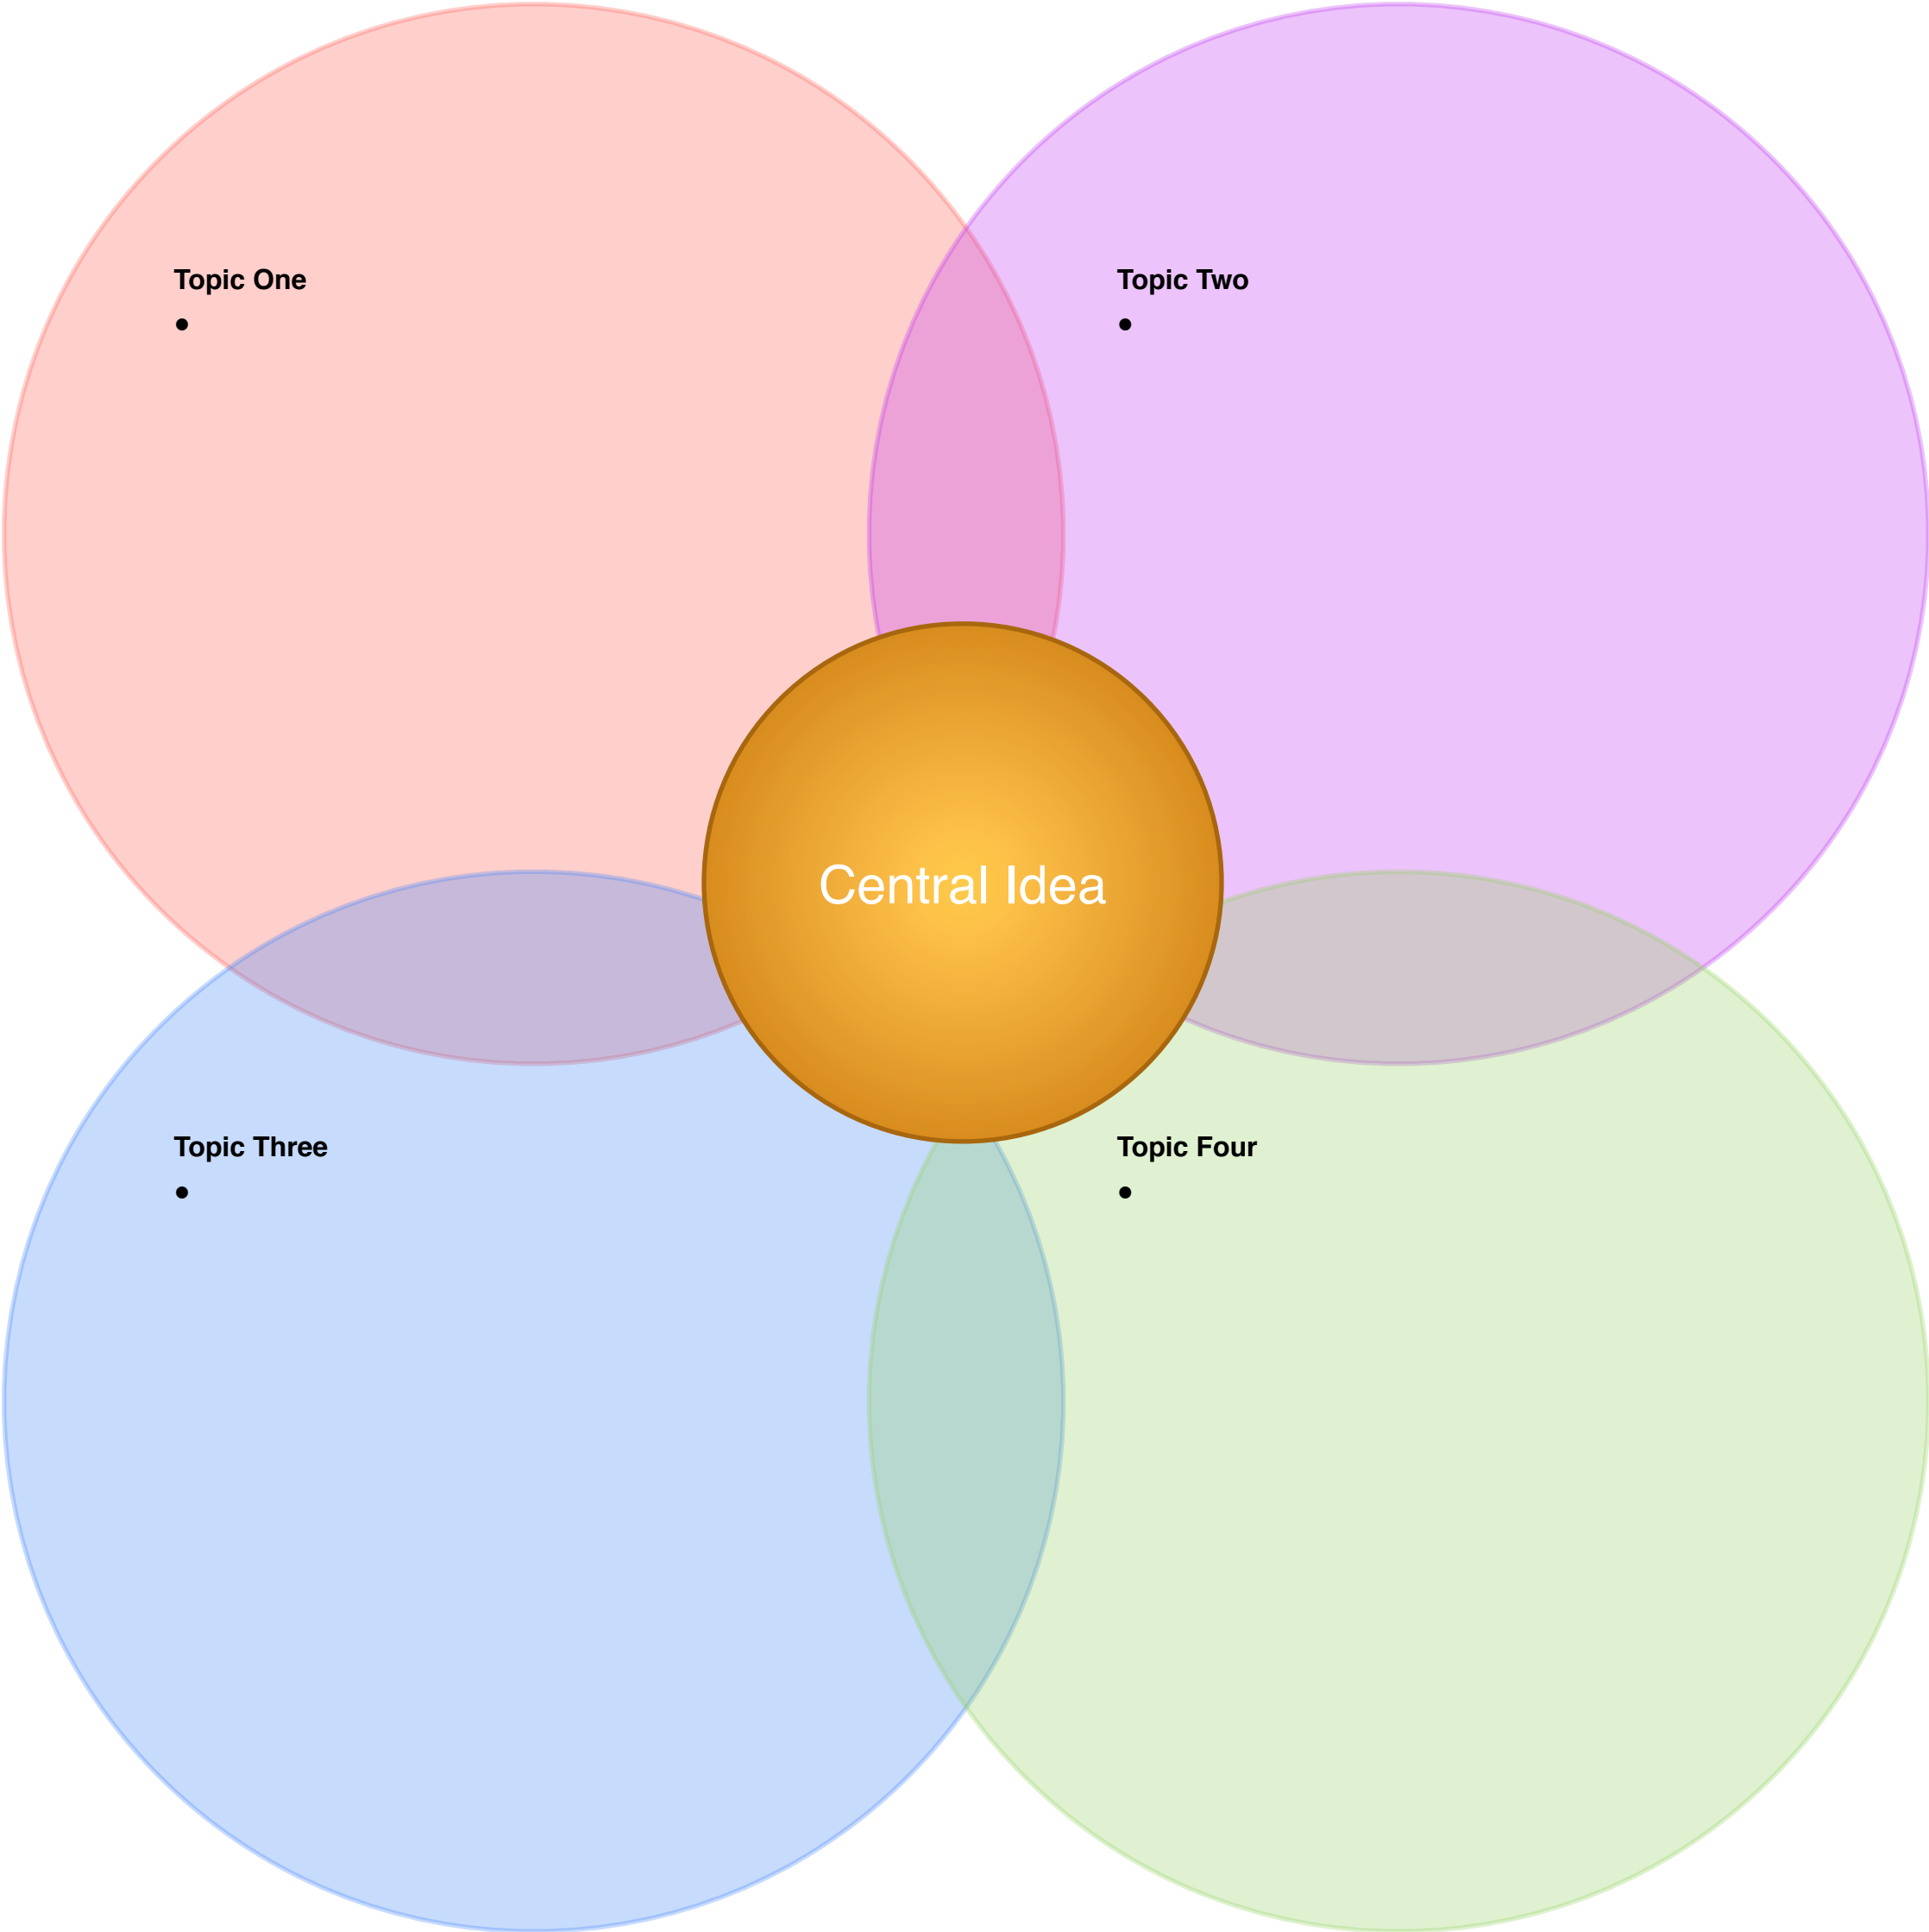 Topic One
•
Topic Two
•
Central Idea
Topic Three
•
Topic Four
•